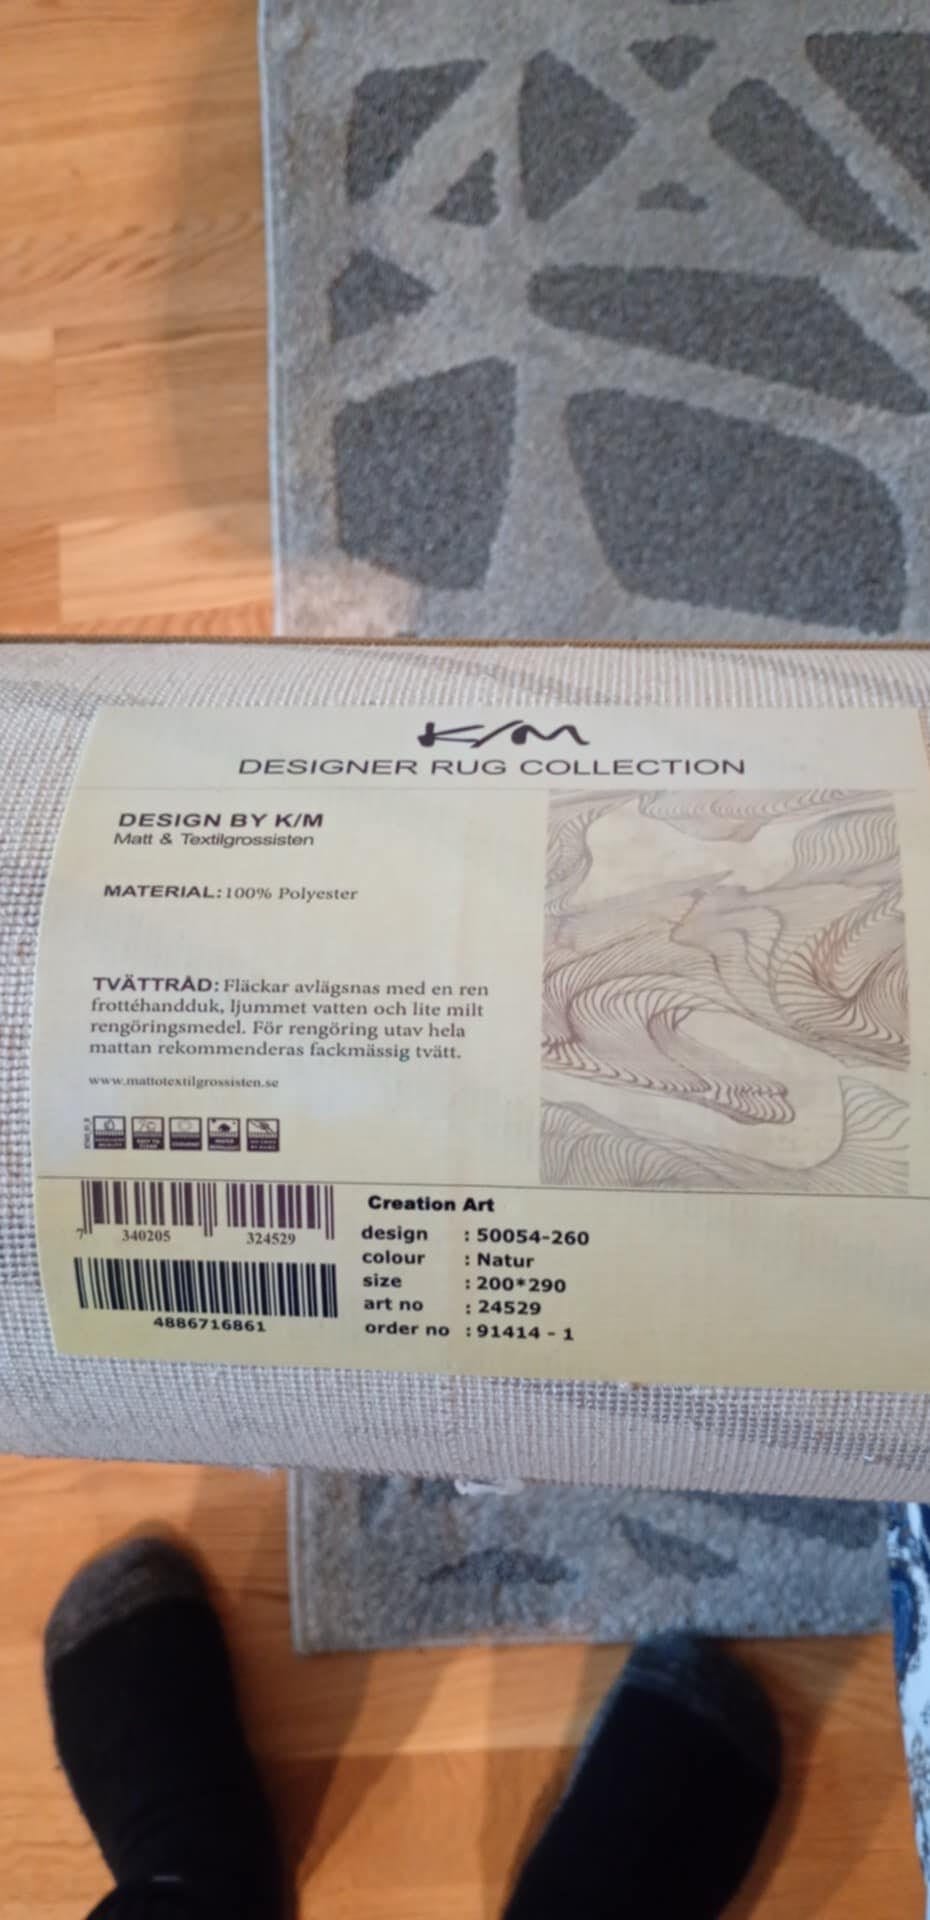 K/M
DESIGNER RUG COLLECTION
DESIGN BY K/M
Matt & Textilgrossisten
MATERIAL:100% Polyester
TVÄTTRÅD: Fläckar avlägsnas med en ren
frottéhandduk, ljummet vatten och lite milt
rengöringsmedel. För rengöring utav hela
mattan rekommenderas fackmässig tvätt.
www.mattotextilgrossisten.se
7 340205 324529
4886716861
Creation Art
design : 50054-260
colour : Natur
size : 200*290
art no : 24529
order no : 91414 - 1